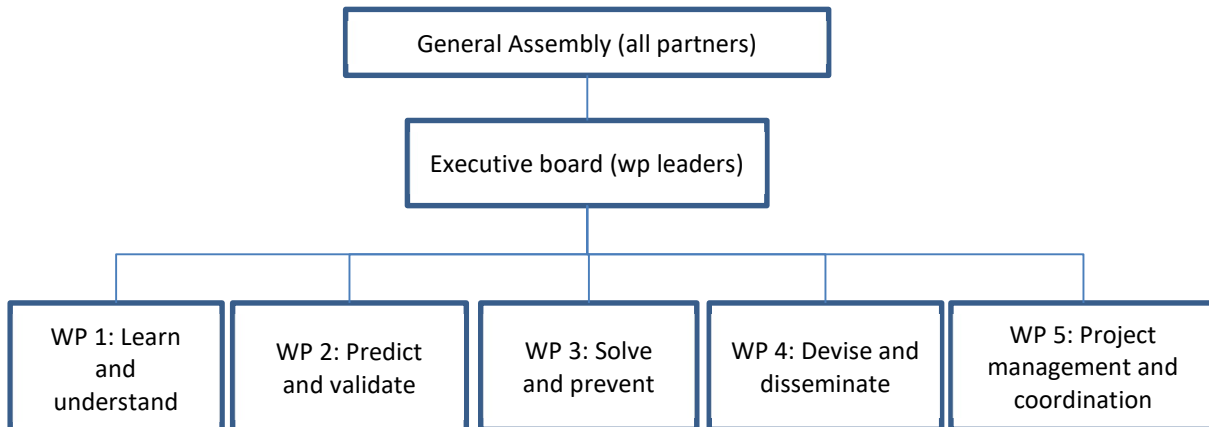 General Assembly (all partners)
Executive board (wp leaders)
WP 1: Learn
and
understand
WP 2: Predict
and validate
WP 3: Solve
and prevent
WP 4: Devise and
disseminate
WP 5: Project
management and
coordination